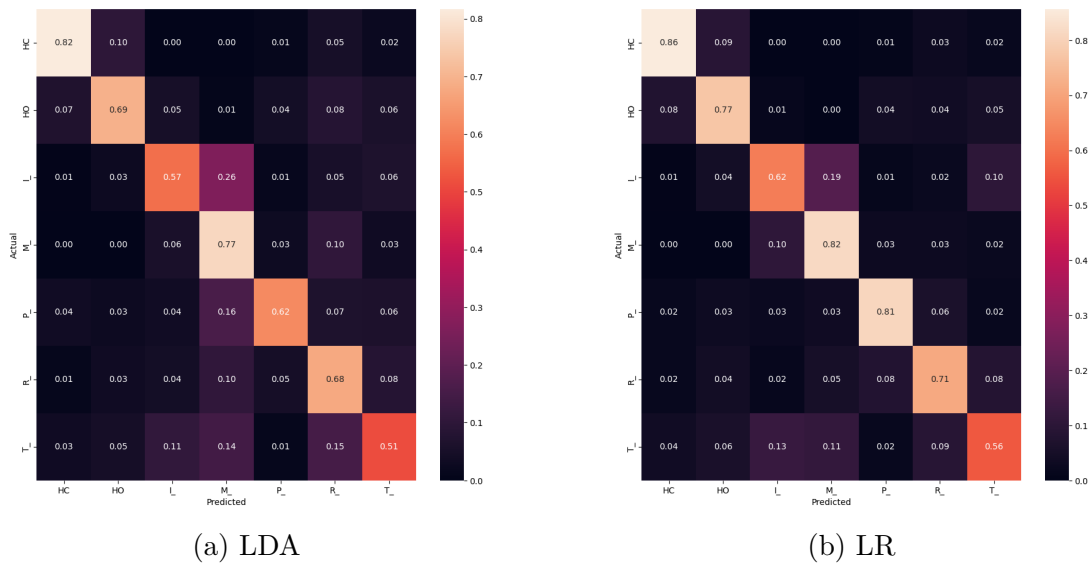 HC 0.82 0.10 0.00 0.00 0.01 0.05 0.02
HO 0.07 0.69 0.05 0.01 0.04 0.08 0.06
I_ 0.01 0.03 0.57 0.26 0.01 0.05 0.06
M_ 0.00 0.00 0.06 0.77 0.03 0.10 0.03
P_ 0.04 0.03 0.04 0.16 0.62 0.07 0.06
R_ 0.01 0.03 0.04 0.10 0.05 0.68 0.08
T_ 0.03 0.05 0.11 0.14 0.01 0.15 0.51
HC HO I_ M_ P_ R_ T_
Actual
Predicted
0.8
0.7
0.6
0.5
0.4
0.3
0.2
0.1
0.0
(a) LDA
HC 0.86 0.09 0.00 0.00 0.01 0.03 0.02
HO 0.08 0.77 0.01 0.00 0.04 0.04 0.05
I_ 0.01 0.04 0.62 0.19 0.01 0.02 0.10
M_ 0.00 0.00 0.10 0.82 0.03 0.03 0.02
P_ 0.02 0.03 0.03 0.03 0.81 0.06 0.02
R_ 0.02 0.04 0.02 0.05 0.08 0.71 0.08
T_ 0.04 0.06 0.13 0.11 0.02 0.09 0.56
HC HO I_ M_ P_ R_ T_
Actual
Predicted
0.8
0.7
0.6
0.5
0.4
0.3
0.2
0.1
0.0
(b) LR